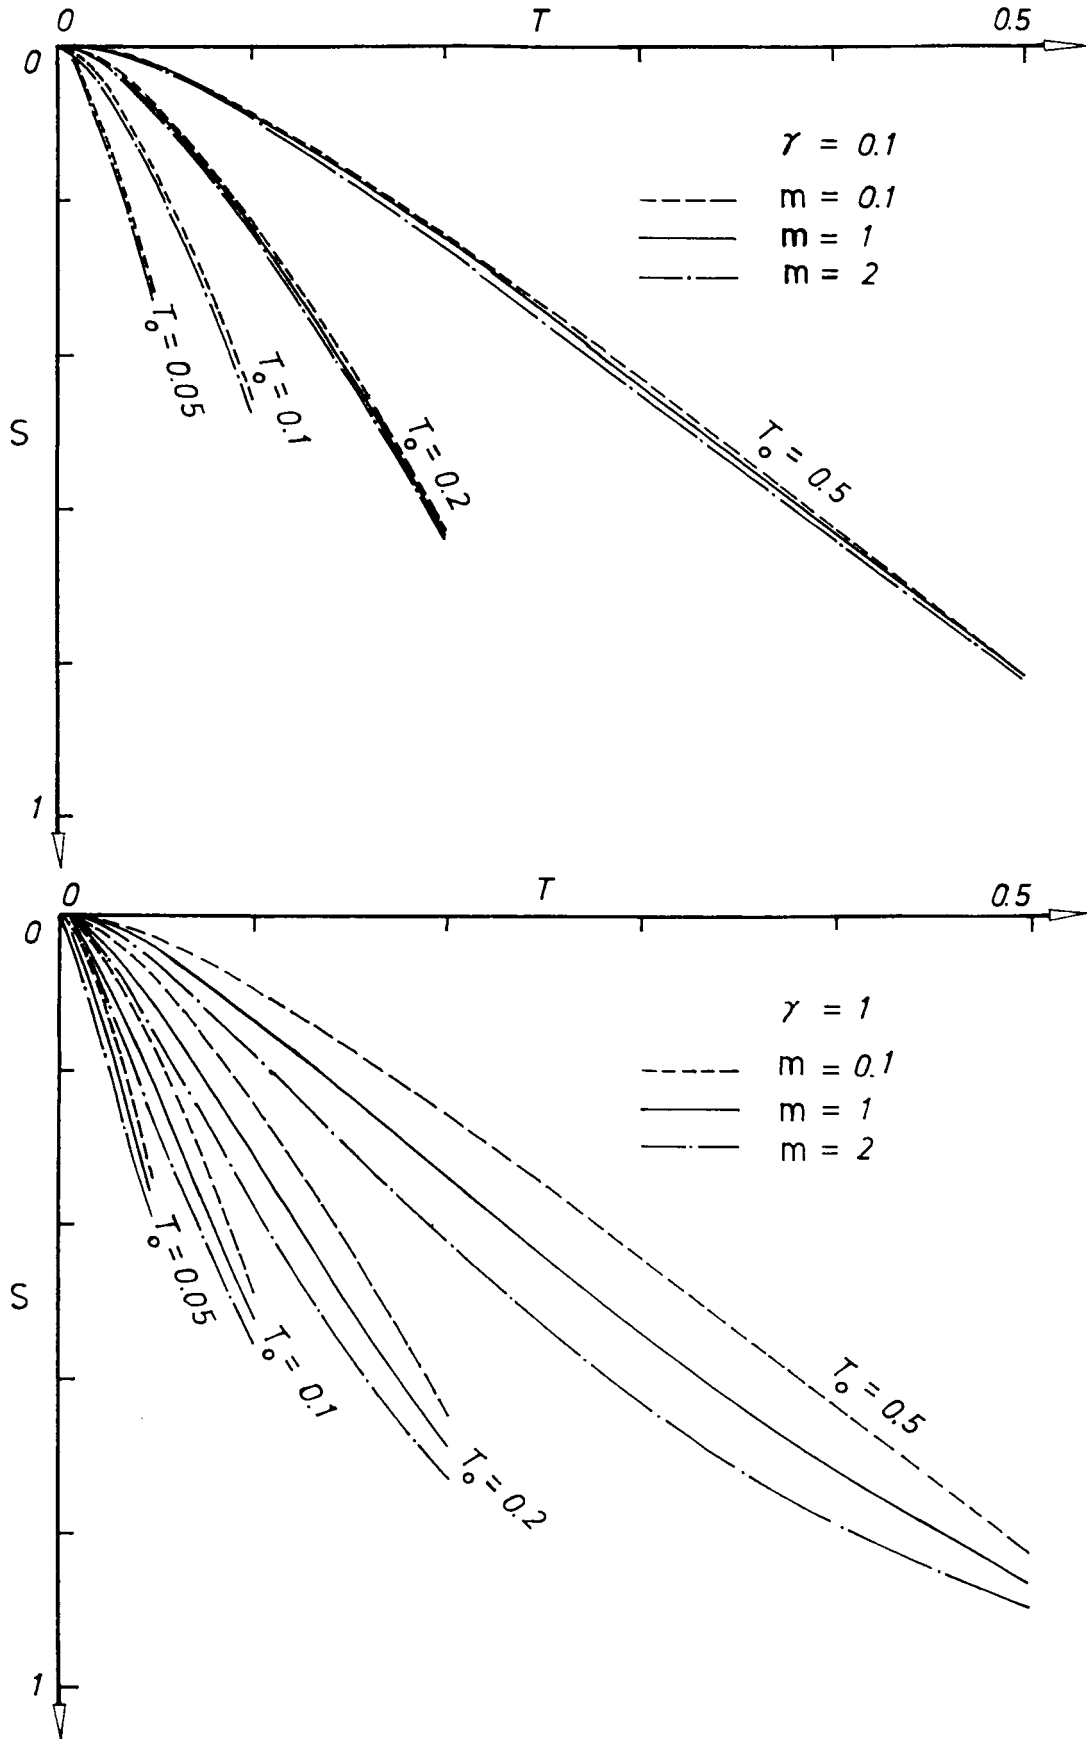 0 T 0.5
0
γ = 0.1
m = 0.1
m = 1
m = 2
T₀ = 0.05
T₀ = 0.1
T₀ = 0.2
T₀ = 0.5
S
1
0 T 0.5
0
γ = 1
m = 0.1
m = 1
m = 2
T₀ = 0.05
T₀ = 0.1
T₀ = 0.2
T₀ = 0.5
S
1